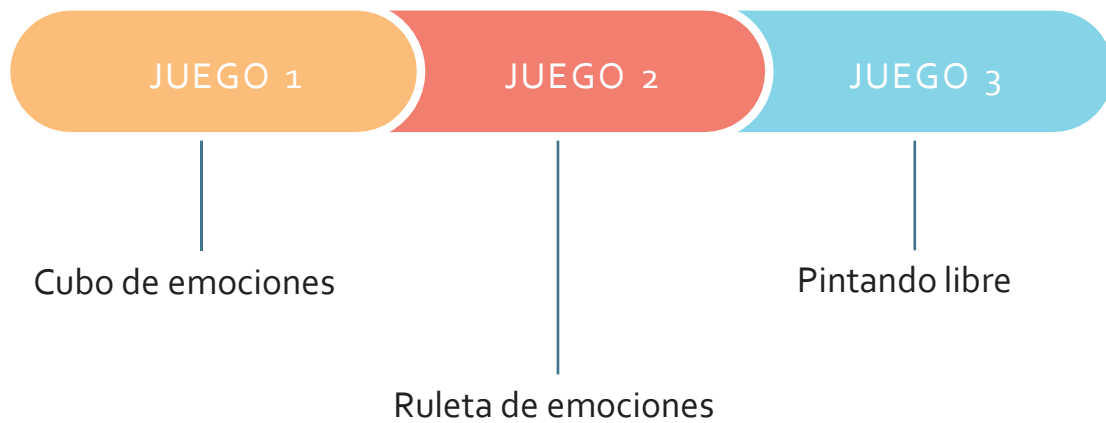 JUEGO 1
JUEGO 2
JUEGO 3
Cubo de emociones
Pintando libre
Ruleta de emociones